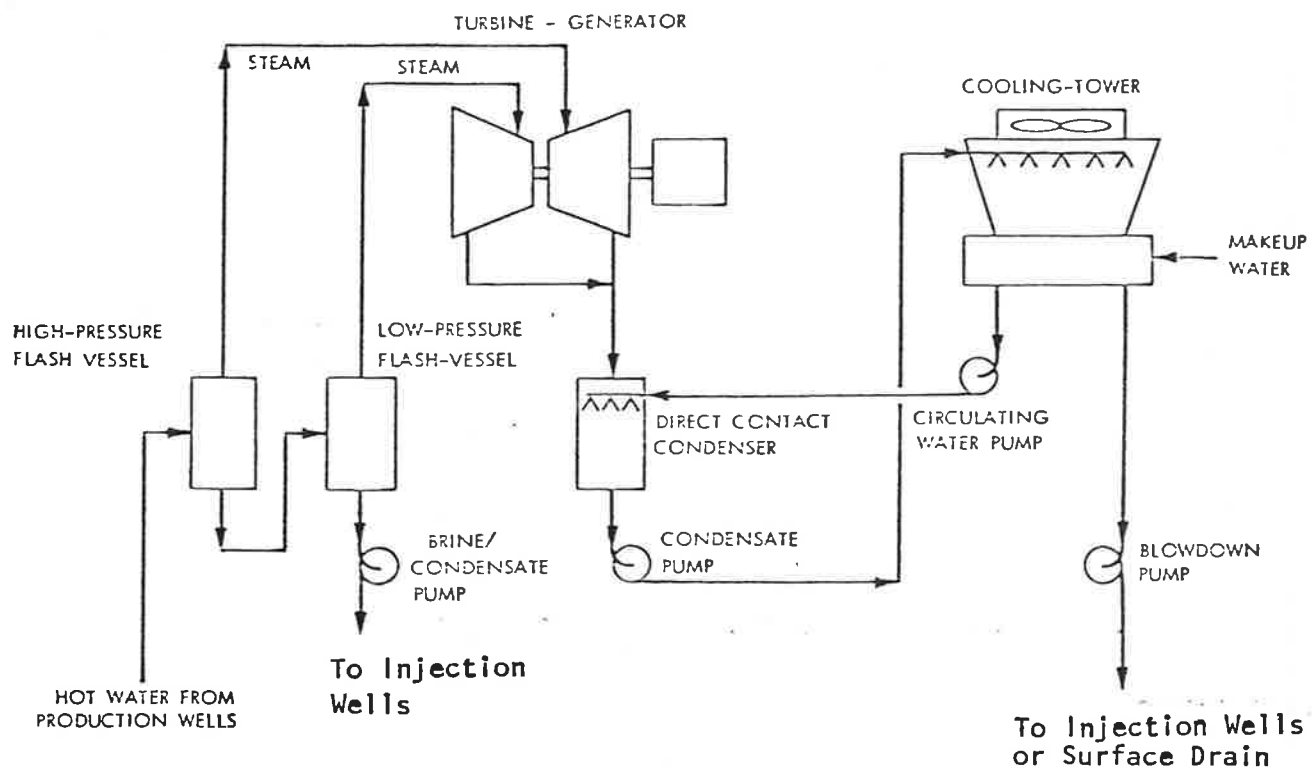 TURBINE - GENERATOR
STEAM
STEAM
COOLING-TOWER
MAKEUP
WATER
HIGH-PRESSURE
FLASH VESSEL
LOW-PRESSURE
FLASH-VESSEL
DIRECT CONTACT
CONDENSER
CIRCULATING
WATER PUMP
BRINE/
CONDENSATE
PUMP
CONDENSATE
PUMP
BLOWDOWN
PUMP
To Injection
Wells
HOT WATER FROM
PRODUCTION WELLS
To Injection Wells
or Surface Drain